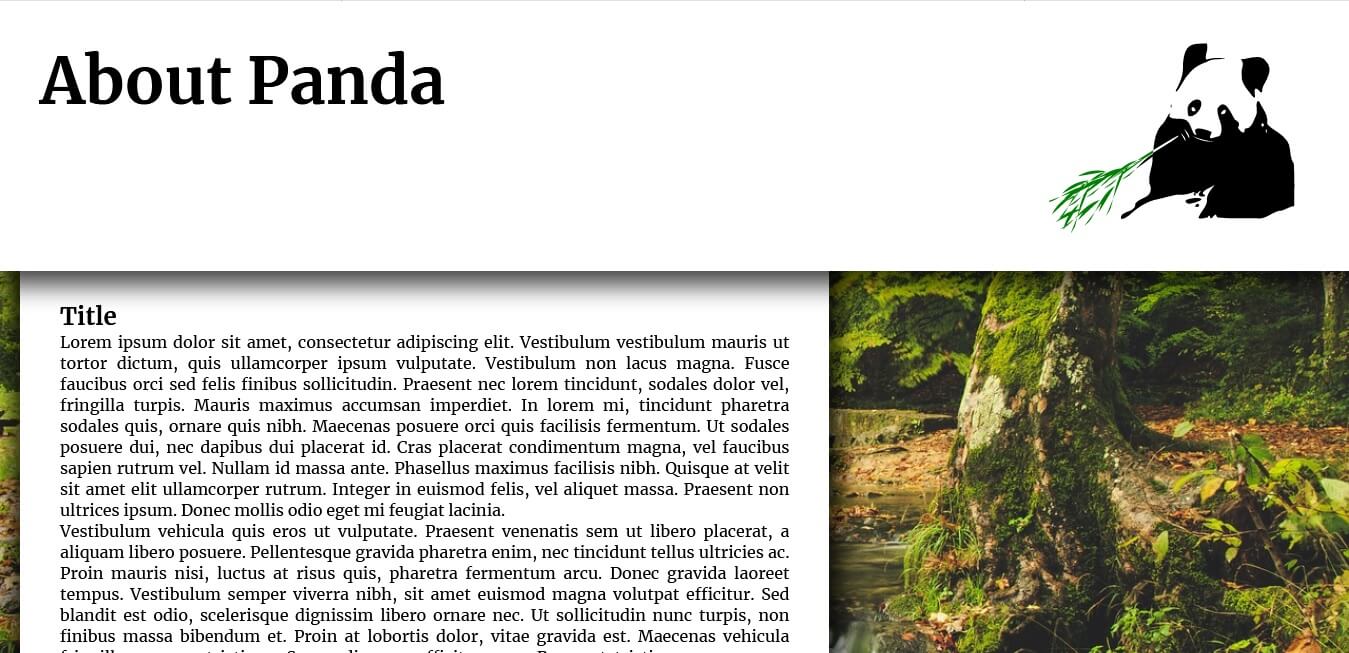 About Panda
Title
Lorem ipsum dolor sit amet, consectetur adipiscing elit. Vestibulum vestibulum mauris ut
tortor dictum, quis ullamcorper ipsum vulputate. Vestibulum non lacus magna. Fusce
faucibus orci sed felis finibus sollicitudin. Praesent nec lorem tincidunt, sodales dolor vel,
fringilla turpis. Mauris maximus accumsan imperdiet. In lorem mi, tincidunt pharetra
sodales quis, ornare quis nibh. Maecenas posuere orci quis facilisis fermentum. Ut sodales
posuere dui, nec dapibus dui placerat id. Cras placerat condimentum magna, vel faucibus
sapien rutrum vel. Nullam id massa ante. Phasellus maximus facilisis nibh. Quisque at velit
sit amet elit ullamcorper rutrum. Integer in euismod felis, vel aliquet massa. Praesent non
ultrices ipsum. Donec mollis odio eget mi feugiat lacinia.
Vestibulum vehicula quis eros ut vulputate. Praesent venenatis sem ut libero placerat, a
aliquam libero posuere. Pellentesque gravida pharetra enim, nec tincidunt tellus ultricies ac.
Proin mauris nisi, luctus at risus quis, pharetra fermentum arcu. Donec gravida laoreet
tempus. Vestibulum semper viverra nibh, sit amet euismod magna volutpat efficitur. Sed
blandit est odio, scelerisque dignissim libero ornare nec. Ut sollicitudin nunc turpis, non
finibus massa bibendum et. Proin at lobortis dolor, vitae gravida est. Maecenas vehicula